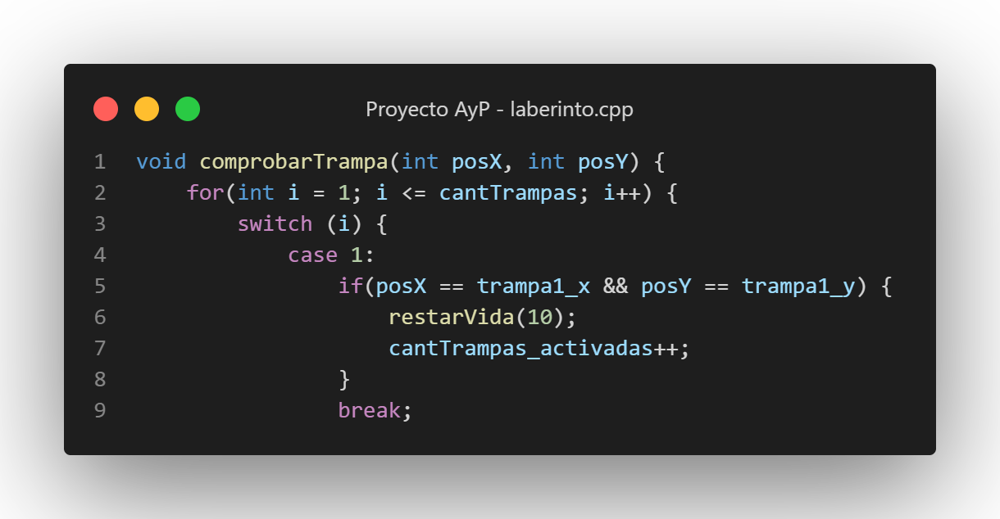 Proyecto AyP - laberinto.cpp
1 void comprobarTrampa(int posX, int posY) {
2     for(int i = 1; i <= cantTrampas; i++) {
3         switch (i) {
4             case 1:
5                 if(posX == trampa1_x && posY == trampa1_y) {
6                     restarVida(10);
7                     cantTrampas_activadas++;
8                 }
9                 break;